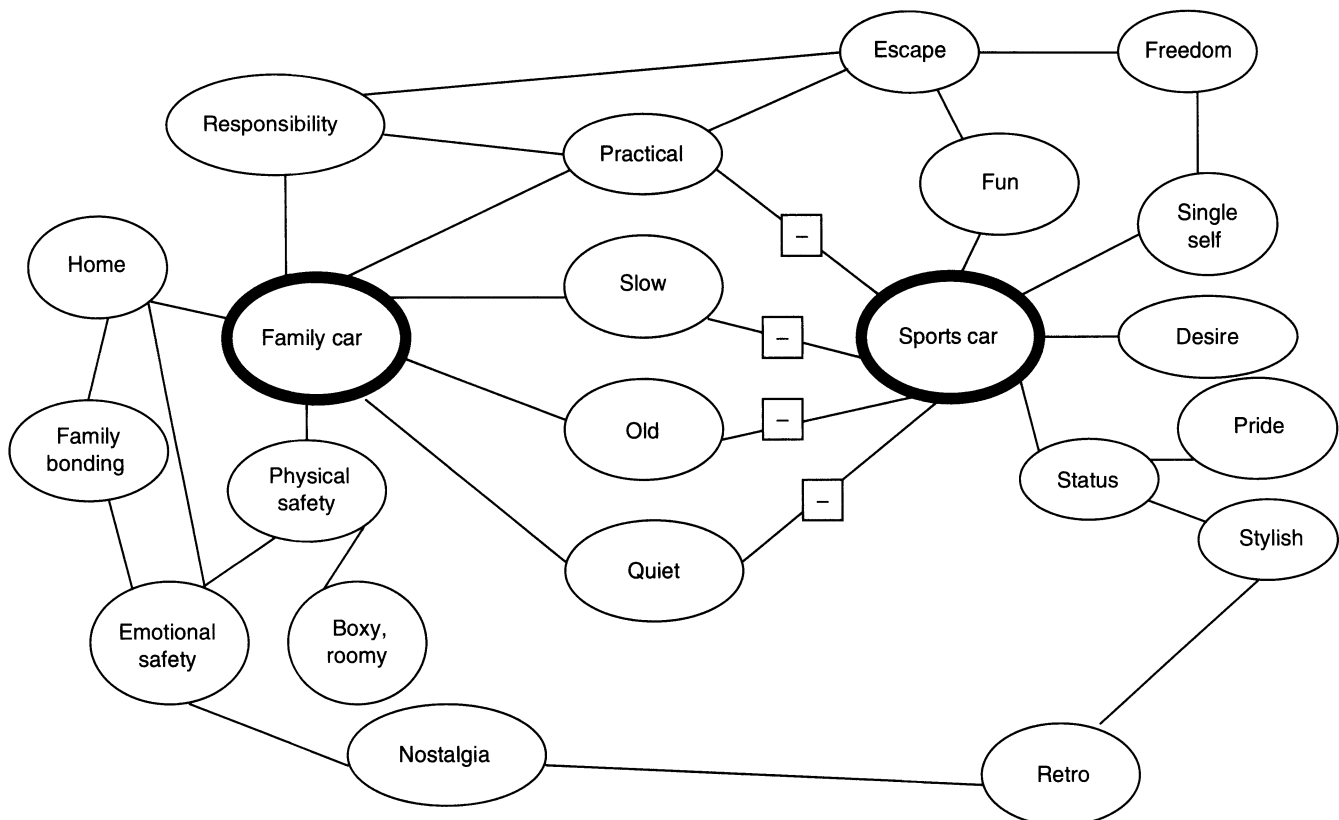 Escape
Freedom
Responsibility
Practical
Fun
Single
self
Home
Slow
–
Family car
Sports car
–
Desire
Family
bonding
Old
–
Pride
Physical
safety
Status
–
Stylish
Quiet
Emotional
safety
Boxy,
roomy
Nostalgia
Retro